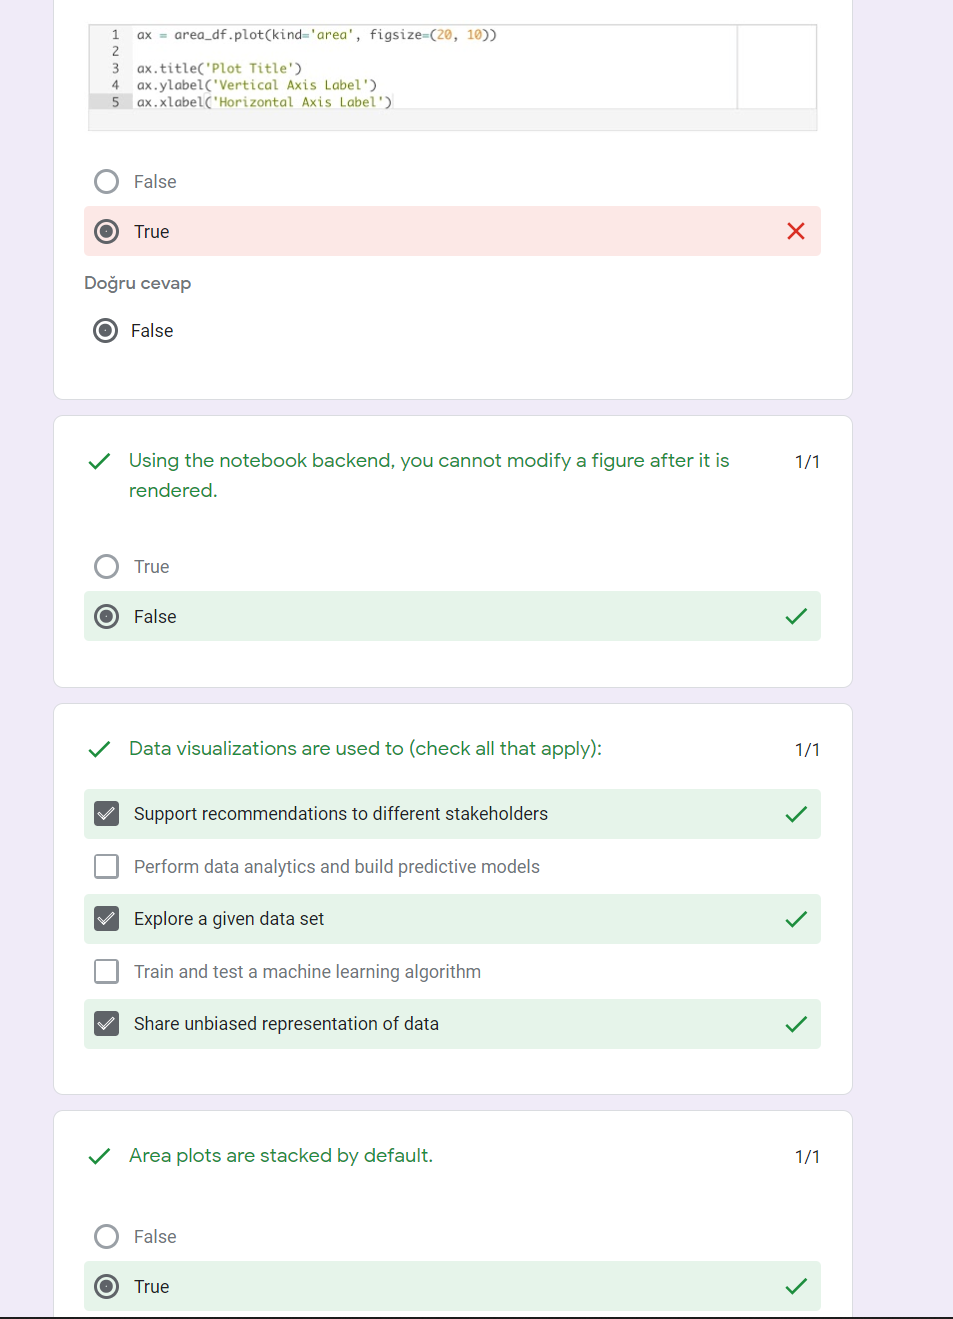 1 ax = area_df.plot(kind='area', figsize=(20, 10))
2
3 ax.title('Plot Title')
4 ax.ylabel('Vertical Axis Label')
5 ax.xlabel('Horizontal Axis Label')
False
True
Doğru cevap
False
Using the notebook backend, you cannot modify a figure after it is
rendered.
1/1
True
False
Data visualizations are used to (check all that apply):
1/1
Support recommendations to different stakeholders
Perform data analytics and build predictive models
Explore a given data set
Train and test a machine learning algorithm
Share unbiased representation of data
Area plots are stacked by default.
1/1
False
True